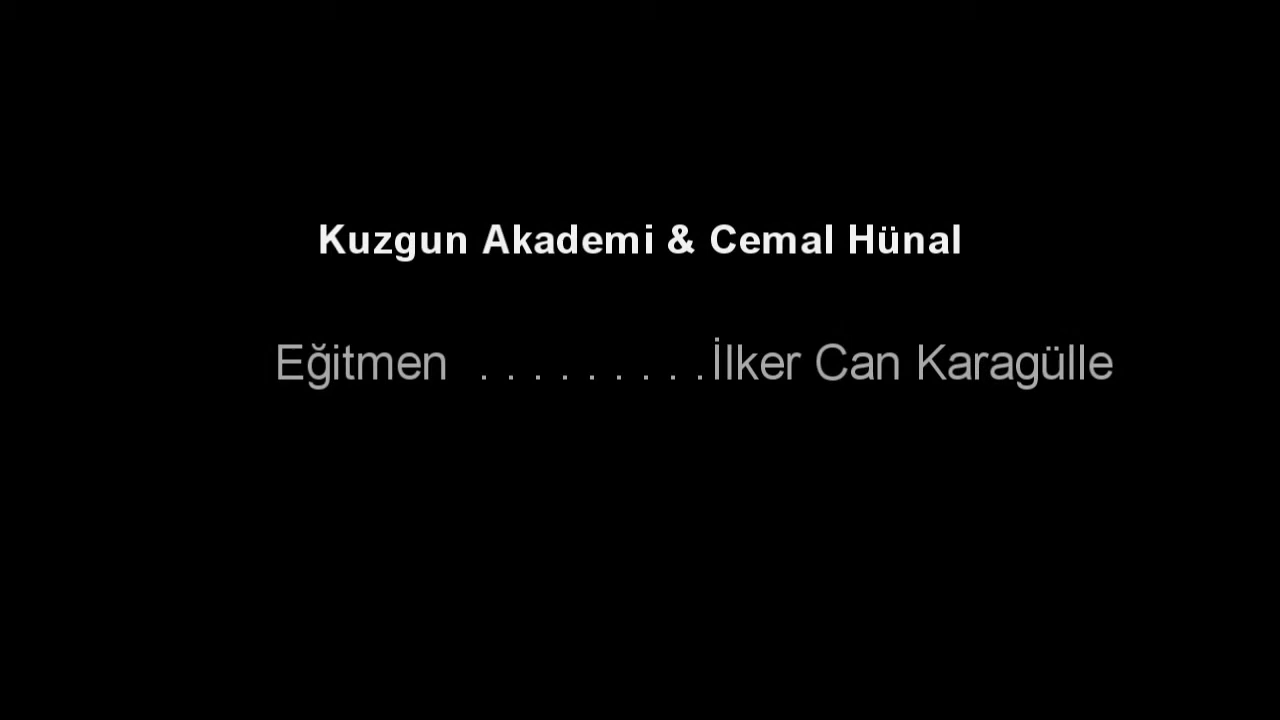 Kuzgun Akademi & Cemal Hünal
Eğitmen . . . . . . . . . İlker Can Karagülle